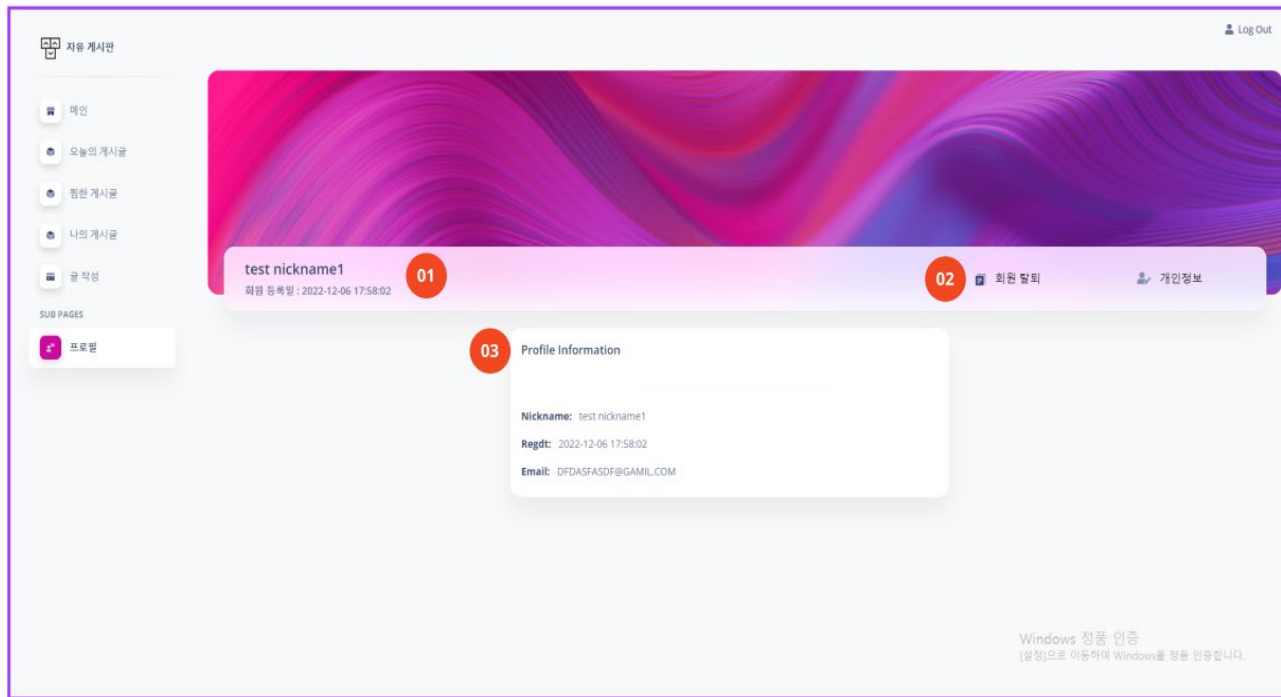 자유 게시판
Log Out
메인
오늘의 게시글
찜한 게시글
나의 게시글
글 작성
SUB PAGES
프로필
test nickname1
회원 등록일 : 2022-12-06 17:58:02
01
02
회원 탈퇴
개인정보
03
Profile Information
Nickname: test nickname1
Regdt: 2022-12-06 17:58:02
Email: DFDASFASDF@GAMIL.COM
Windows 정품 인증
[설정]으로 이동하여 Windows를 정품 인증합니다.